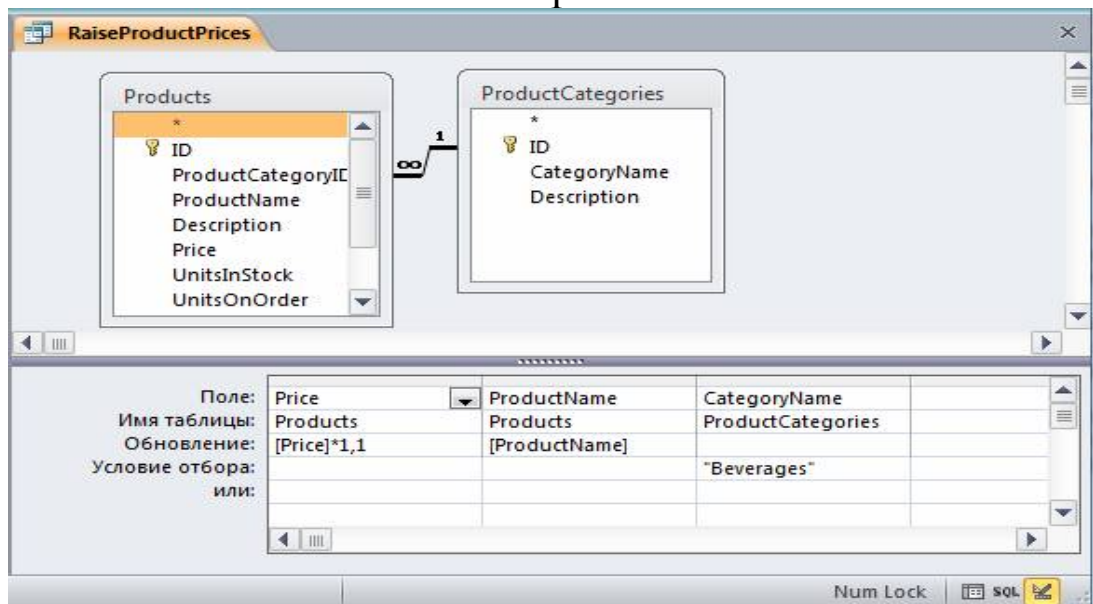 RaiseProductPrices
Products
*
ID
ProductCategoryID
ProductName
Description
Price
UnitsInStock
UnitsOnOrder
∞
1
ProductCategories
*
ID
CategoryName
Description
Поле: Price ProductName CategoryName
Имя таблицы: Products Products ProductCategories
Обновление: [Price]*1,1 [ProductName]
Условие отбора: "Beverages"
или:
Num Lock SQL